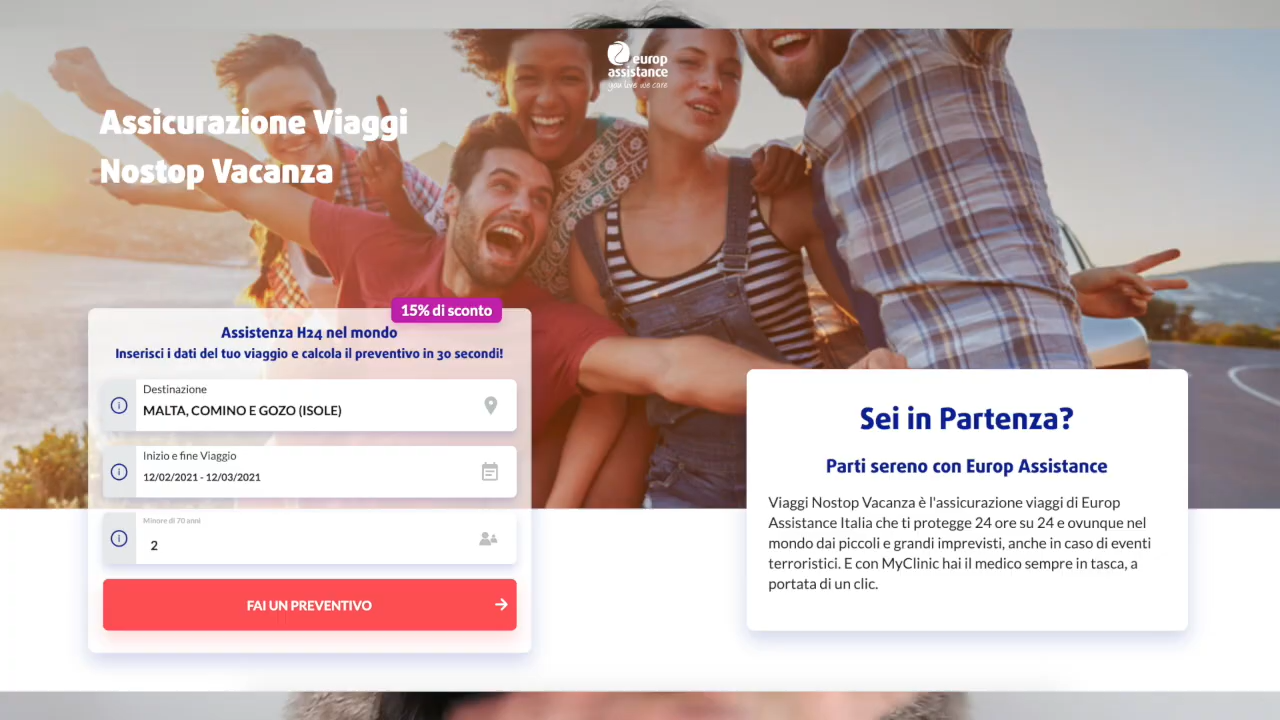 europ
assistance
you live we care
Assicurazione Viaggi
Nostop Vacanza
15% di sconto
Assistenza H24 nel mondo
Inserisci i dati del tuo viaggio e calcola il preventivo in 30 secondi!
Destinazione
MALTA, COMINO E GOZO (ISOLE)
Inizio e fine Viaggio
12/02/2021 - 12/03/2021
Minore di 70 anni
2
FAI UN PREVENTIVO
Sei in Partenza?
Parti sereno con Europ Assistance
Viaggi Nostop Vacanza è l'assicurazione viaggi di Europ
Assistance Italia che ti protegge 24 ore su 24 e ovunque nel
mondo dai piccoli e grandi imprevisti, anche in caso di eventi
terroristici. E con MyClinic hai il medico sempre in tasca, a
portata di un clic.